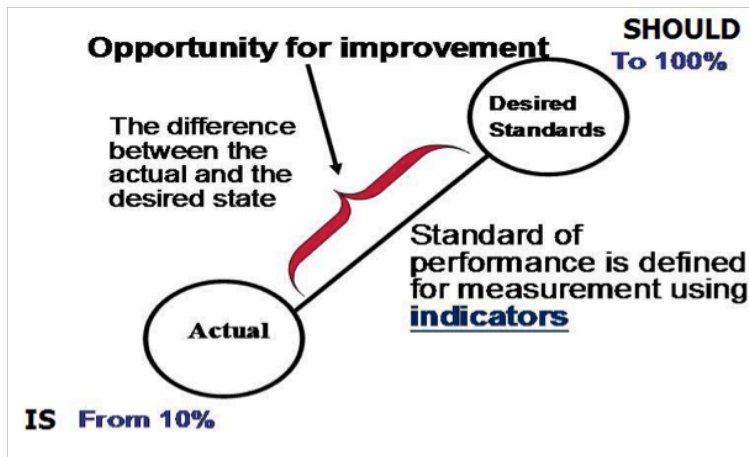 Opportunity for improvement
SHOULD
To 100%
Desired
Standards
The difference
between the
actual and the
desired state
Standard of
performance is defined
for measurement using
indicators
Actual
IS From 10%